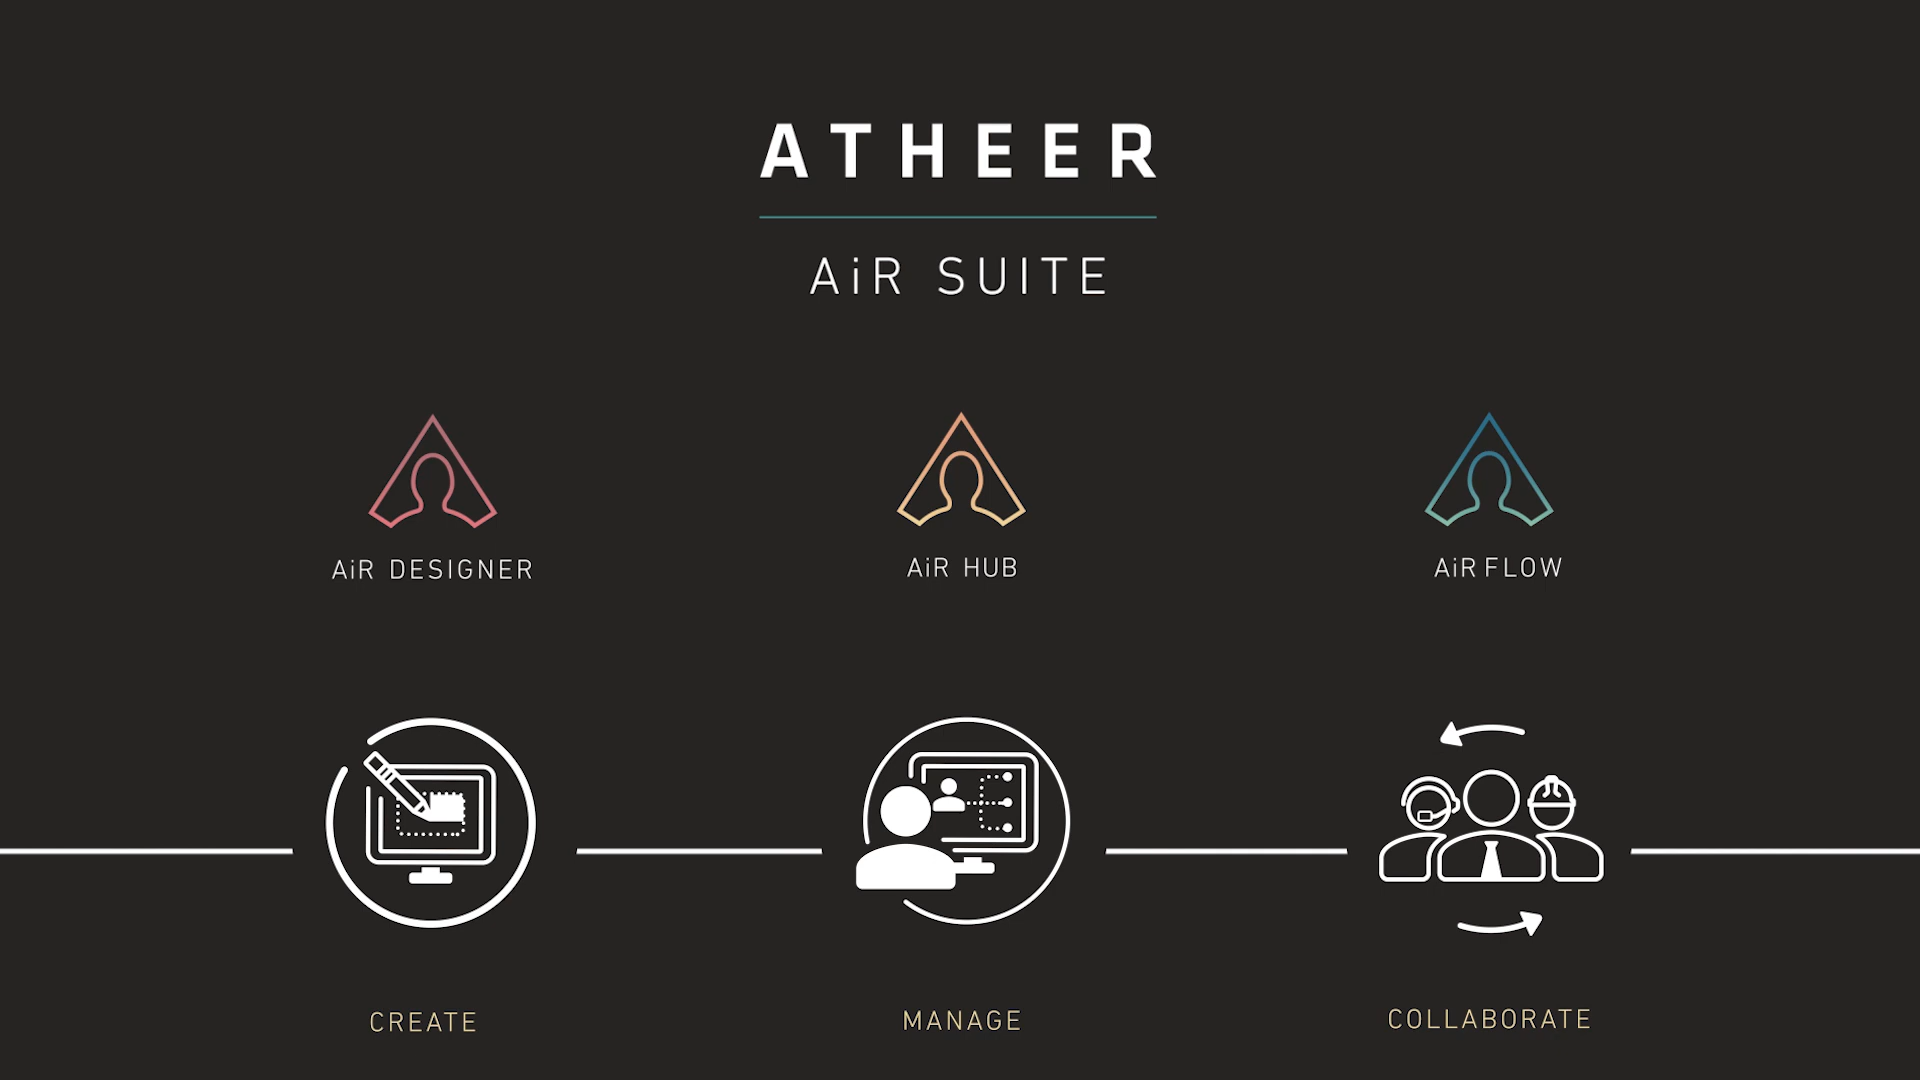 ATHEER
AiR SUITE
AiR DESIGNER
AiR HUB
AiR FLOW
CREATE
MANAGE
COLLABORATE